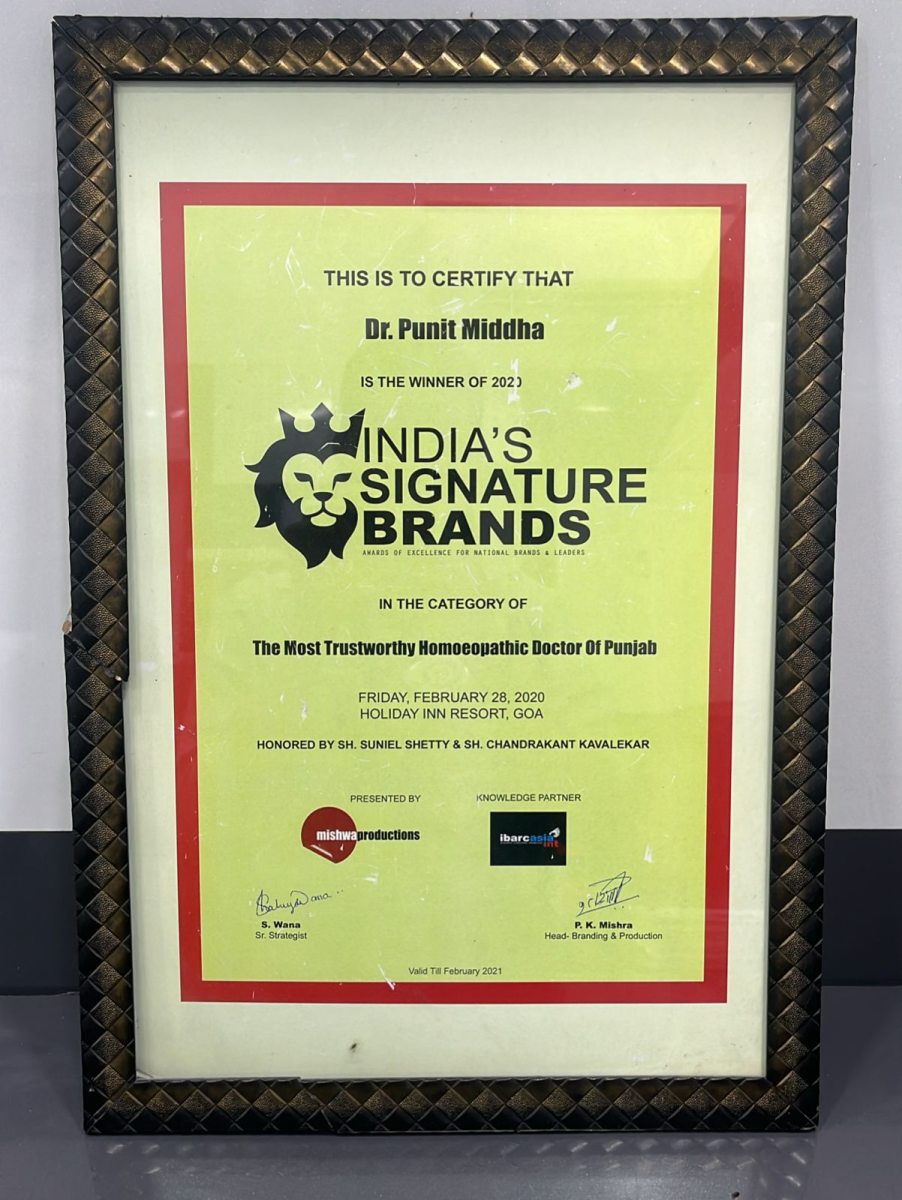 THIS IS TO CERTIFY THAT
Dr. Punit Middha
IS THE WINNER OF 2020
INDIA'S
SIGNATURE
BRANDS
AWARDS OF EXCELLENCE FOR NATIONAL BRANDS & LEADERS
IN THE CATEGORY OF
The Most Trustworthy Homoeopathic Doctor Of Punjab
FRIDAY, FEBRUARY 28, 2020
HOLIDAY INN RESORT, GOA
HONORED BY SH. SUNIEL SHETTY & SH. CHANDRAKANT KAVALEKAR
PRESENTED BY
mishwaproductions
KNOWLEDGE PARTNER
ibarcasia
int
S. Wana
Sr. Strategist
P. K. Mishra
Head- Branding & Production
Valid Till February 2021